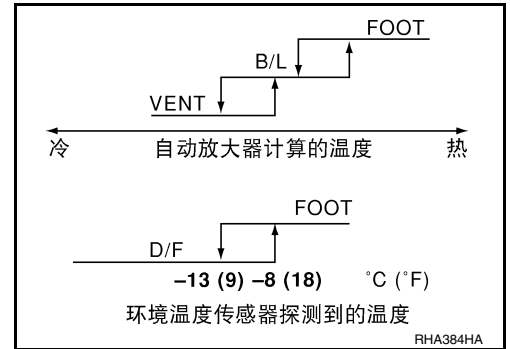 FOOT
B/L
VENT
冷 自动放大器计算的温度 热
FOOT
D/F
–13 (9) –8 (18) °C (°F)
环境温度传感器探测到的温度
RHA384HA